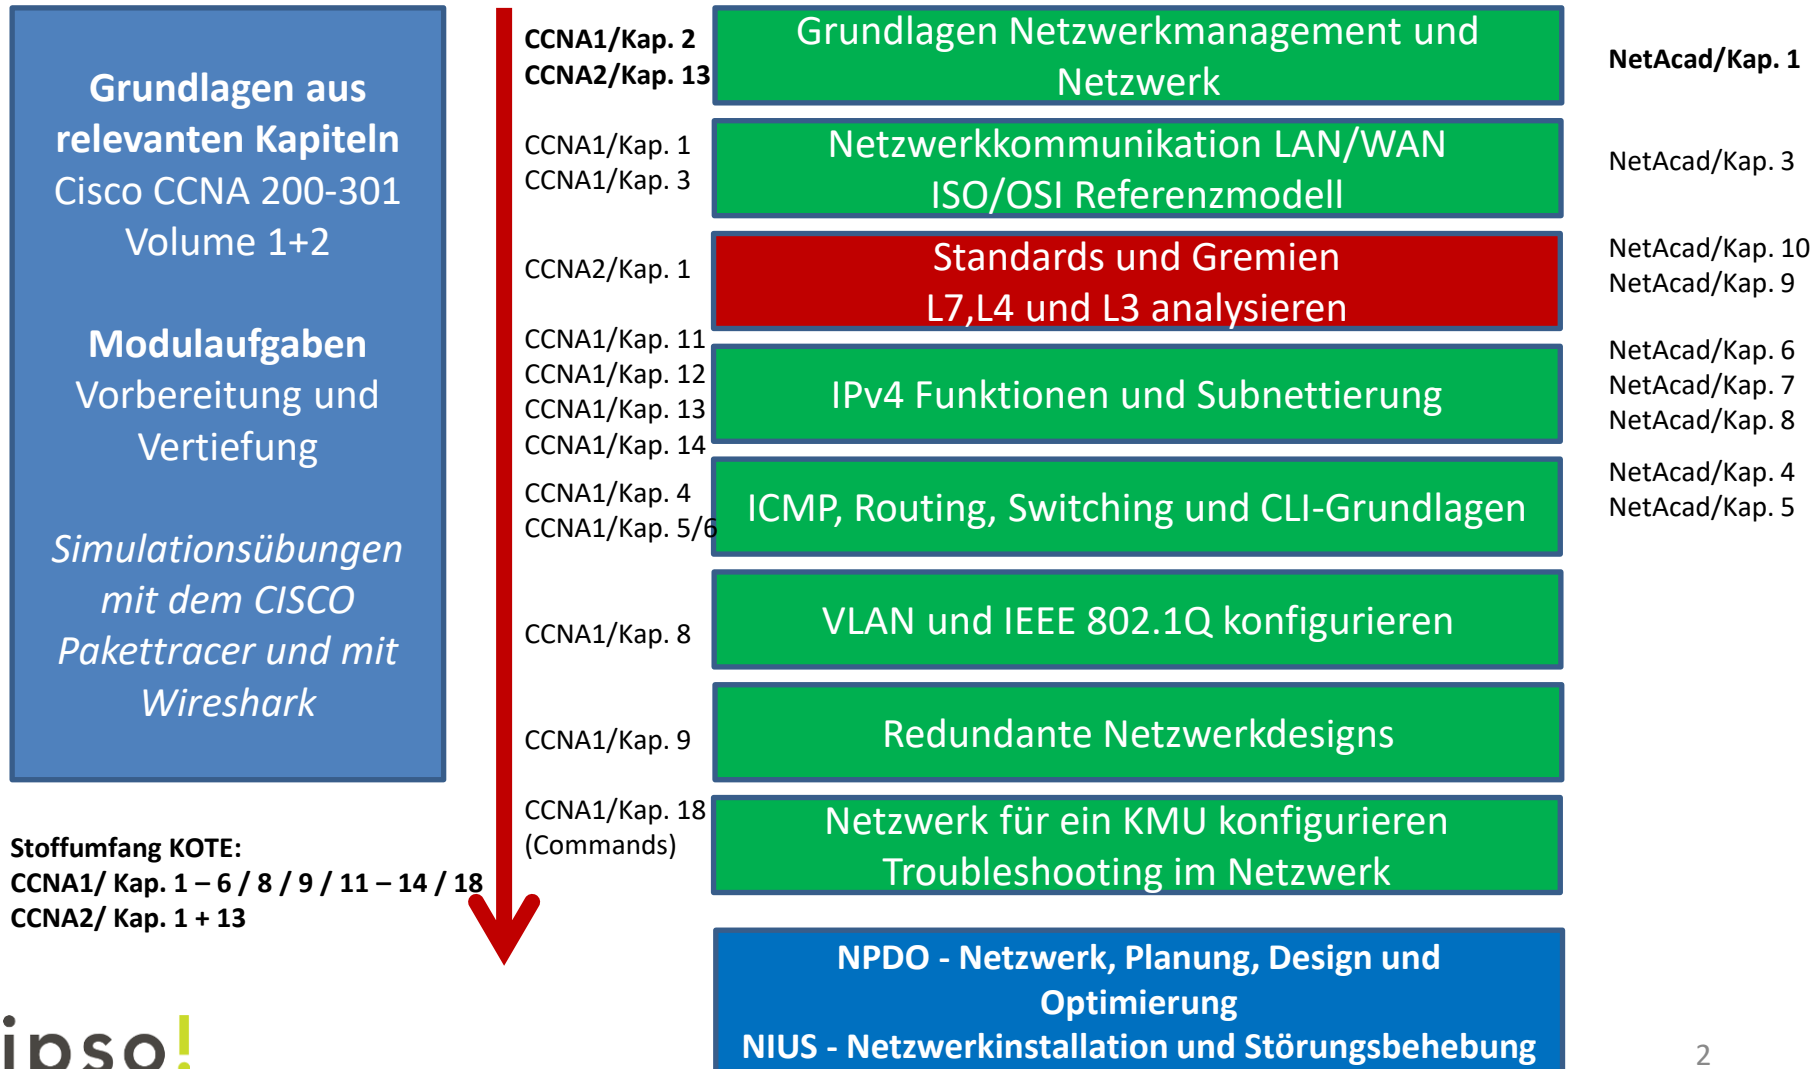 Grundlagen aus
relevanten Kapiteln
Cisco CCNA 200-301
Volume 1+2
Modulaufgaben
Vorbereitung und
Vertiefung
Simulationsübungen
mit dem CISCO
Pakettracer und mit
Wireshark
Stoffumfang KOTE:
CCNA1/ Kap. 1 – 6 / 8 / 9 / 11 – 14 / 18
CCNA2/ Kap. 1 + 13
CCNA1/Kap. 2
CCNA2/Kap. 13
Grundlagen Netzwerkmanagement und
Netzwerk
NetAcad/Kap. 1
CCNA1/Kap. 1
CCNA1/Kap. 3
Netzwerkkommunikation LAN/WAN
ISO/OSI Referenzmodell
NetAcad/Kap. 3
CCNA2/Kap. 1
Standards und Gremien
L7,L4 und L3 analysieren
NetAcad/Kap. 10
NetAcad/Kap. 9
CCNA1/Kap. 11
CCNA1/Kap. 12
CCNA1/Kap. 13
CCNA1/Kap. 14
IPv4 Funktionen und Subnettierung
NetAcad/Kap. 6
NetAcad/Kap. 7
NetAcad/Kap. 8
CCNA1/Kap. 4
CCNA1/Kap. 5/6
ICMP, Routing, Switching und CLI-Grundlagen
NetAcad/Kap. 4
NetAcad/Kap. 5
CCNA1/Kap. 8
VLAN und IEEE 802.1Q konfigurieren
CCNA1/Kap. 9
Redundante Netzwerkdesigns
CCNA1/Kap. 18
(Commands)
Netzwerk für ein KMU konfigurieren
Troubleshooting im Netzwerk
NPDO - Netzwerk, Planung, Design und
Optimierung
NIUS - Netzwerkinstallation und Störungsbehebung
ipso!
2